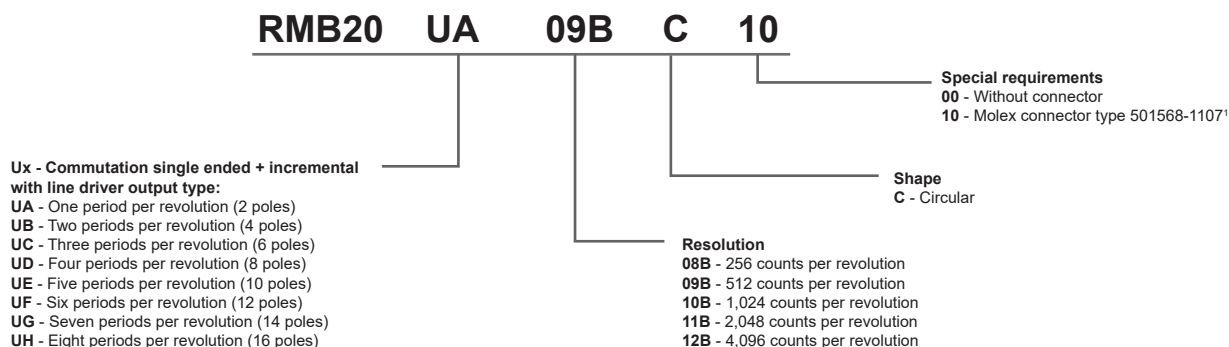 RMB20 UA 09B C 10
Special requirements
00 - Without connector
10 - Molex connector type 501568-1107¹
Ux - Commutation single ended + incremental
with line driver output type:
UA - One period per revolution (2 poles)
UB - Two periods per revolution (4 poles)
UC - Three periods per revolution (6 poles)
UD - Four periods per revolution (8 poles)
UE - Five periods per revolution (10 poles)
UF - Six periods per revolution (12 poles)
UG - Seven periods per revolution (14 poles)
UH - Eight periods per revolution (16 poles)
Shape
C - Circular
Resolution
08B - 256 counts per revolution
09B - 512 counts per revolution
10B - 1,024 counts per revolution
11B - 2,048 counts per revolution
12B - 4,096 counts per revolution